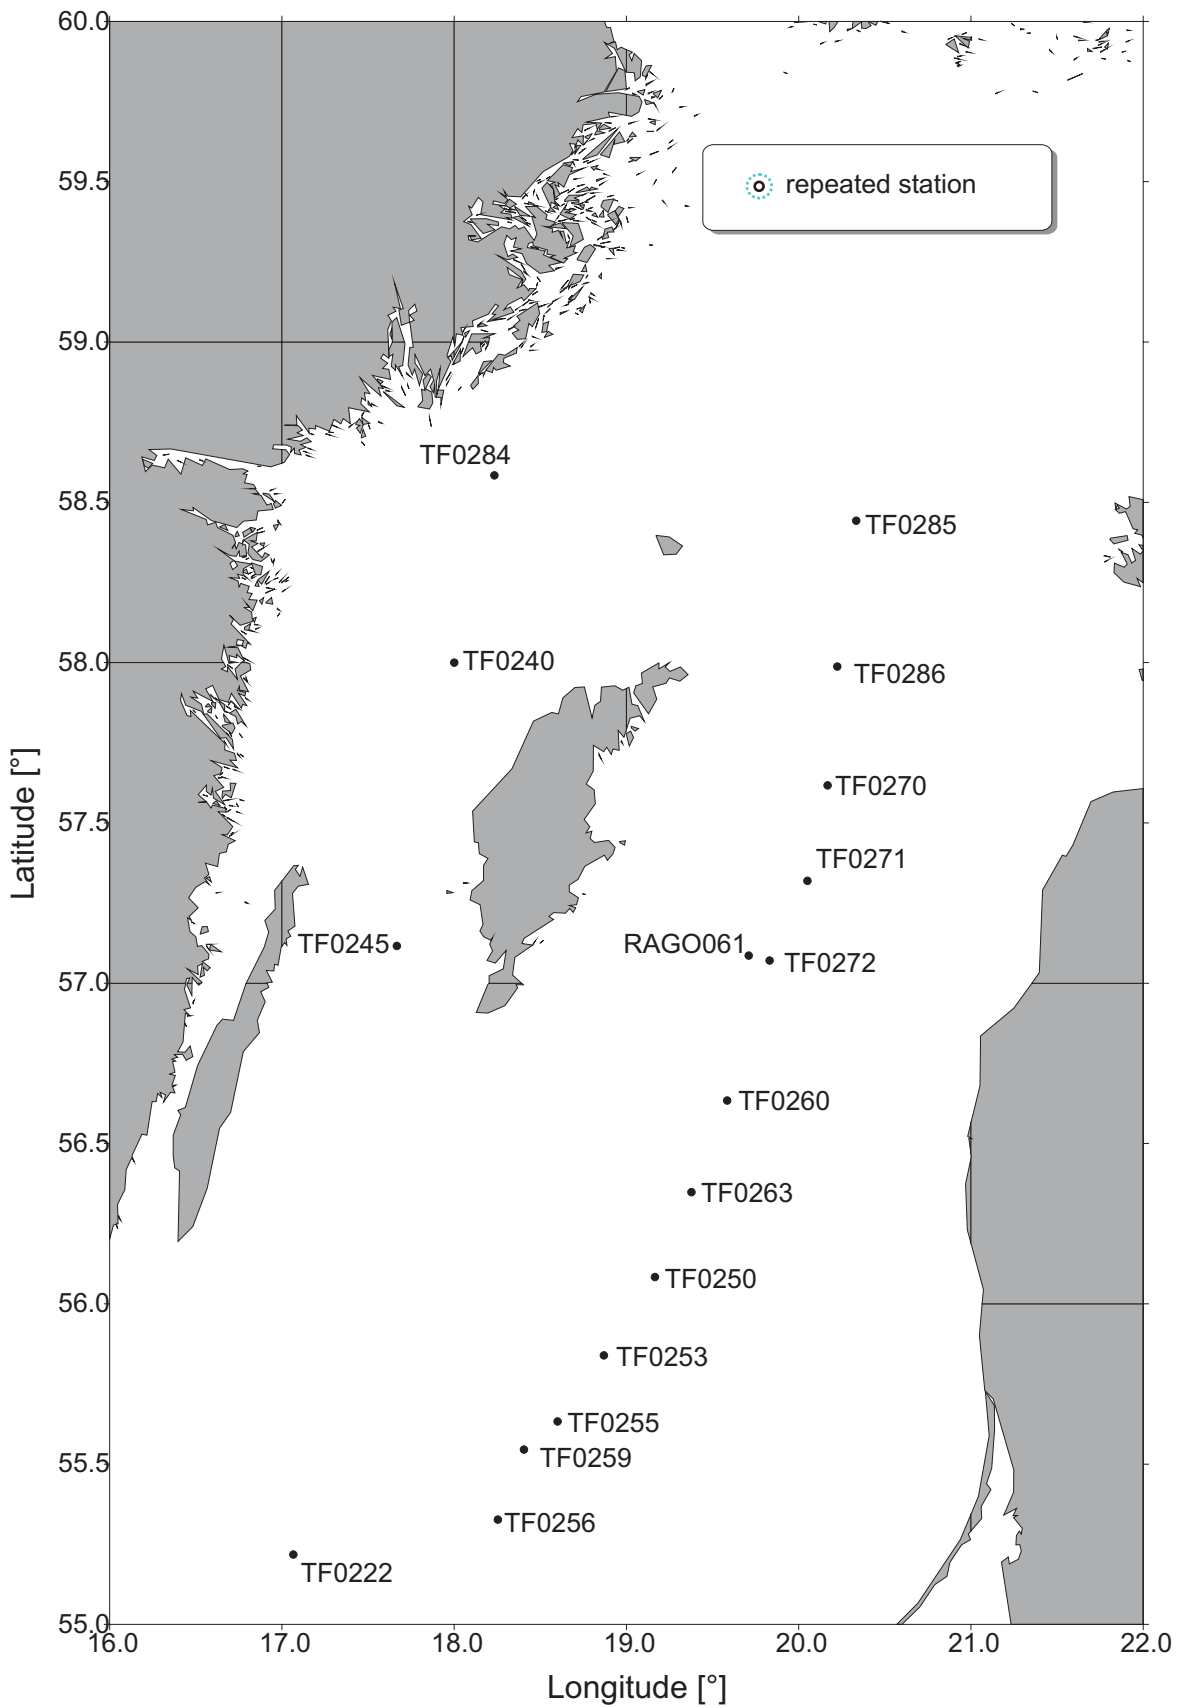 60.0
repeated station
59.5
59.0
TF0284
58.5
TF0285
58.0
TF0240
TF0286
TF0270
57.5
TF0271
TF0245
RAGO061
TF0272
57.0
TF0260
56.5
TF0263
TF0250
56.0
TF0253
TF0255
TF0259
55.5
TF0256
TF0222
55.0
16.0 17.0 18.0 19.0 20.0 21.0 22.0
Longitude [°]
Latitude [°]